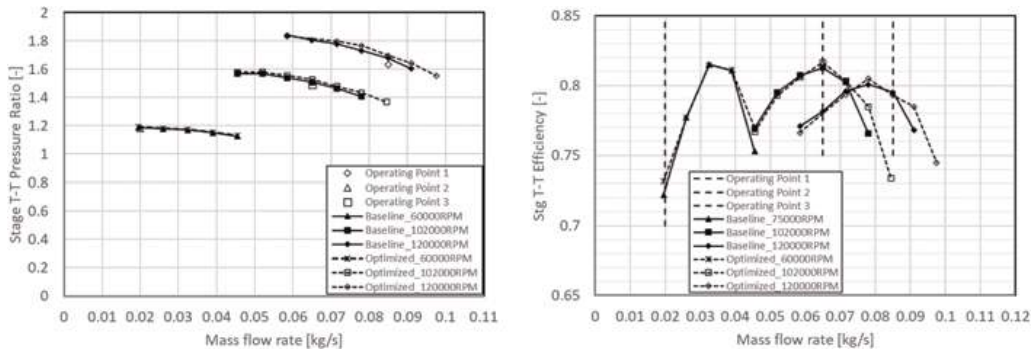 2
1.8
1.6
1.4
1.2
1
0.8
0.6
0.4
0.2
0
Stage T-T Pressure Ratio [-]
Operating Point 1
Operating Point 2
Operating Point 3
Baseline_60000RPM
Baseline_102000RPM
Baseline_120000RPM
Optimized_60000RPM
Optimized_102000RPM
Optimized_120000RPM
0 0.01 0.02 0.03 0.04 0.05 0.06 0.07 0.08 0.09 0.1 0.11
Mass flow rate [kg/s]
0.85
0.8
0.75
0.7
0.65
Stg T-T Efficiency [-]
Operating Point 1
Operating Point 2
Operating Point 3
Baseline_75000RPM
Baseline_102000RPM
Baseline_120000RPM
Optimized_60000RPM
Optimized_102000RPM
Optimized_120000RPM
0 0.01 0.02 0.03 0.04 0.05 0.06 0.07 0.08 0.09 0.1 0.11 0.12
Mass flow rate [kg/s]